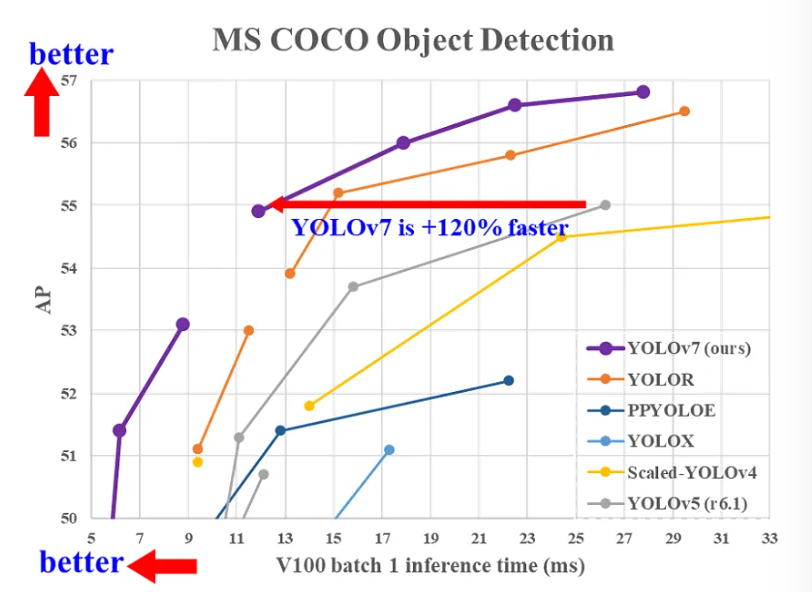 MS COCO Object Detection
better
57
56
55
54
53
52
51
50
AP
YOLOv7 is +120% faster
YOLOv7 (ours)
YOLOR
PPYOLOE
YOLOX
Scaled-YOLOv4
YOLOv5 (r6.1)
5 7 9 11 13 15 17 19 21 23 25 27 29 31 33
better
V100 batch 1 inference time (ms)